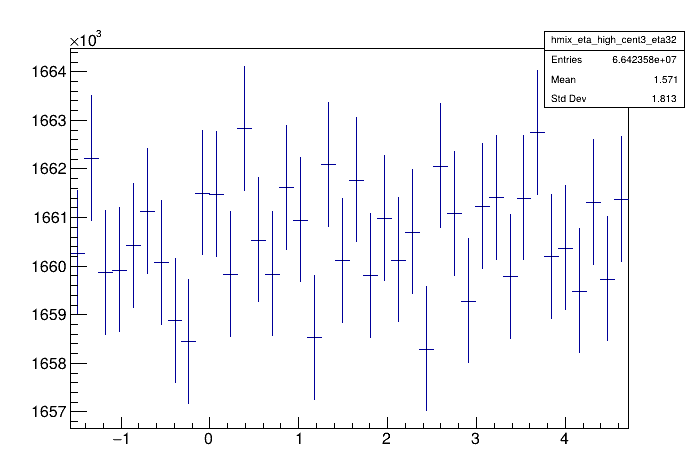 ×10³
hmix_eta_high_cent3_eta32
Entries 6.642358e+07
Mean 1.571
Std Dev 1.813
1664
1663
1662
1661
1660
1659
1658
1657
−1 0 1 2 3 4